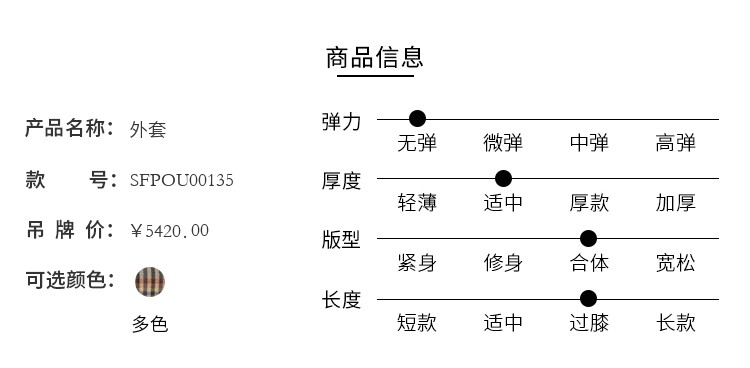 商品信息
产品名称： 外套
款 号： SFPOU00135
吊 牌 价： ￥5420.00
可选颜色：
多色
弹力
无弹 微弹 中弹 高弹
厚度
轻薄 适中 厚款 加厚
版型
紧身 修身 合体 宽松
长度
短款 适中 过膝 长款